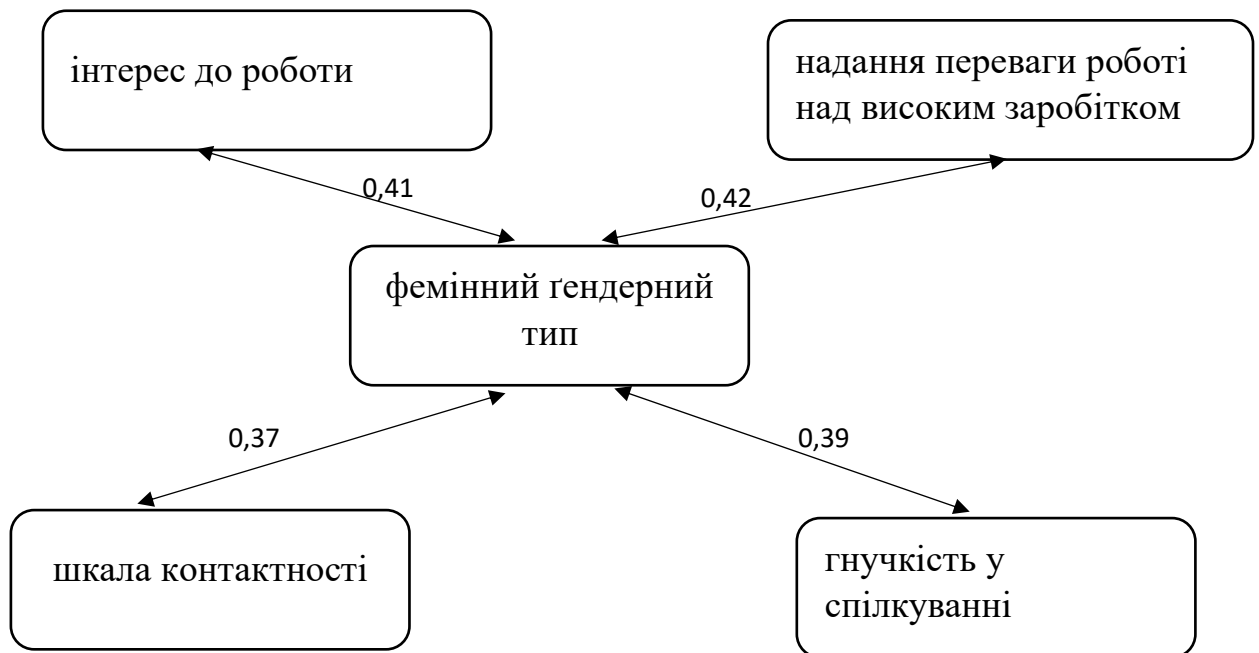 інтерес до роботи
надання переваги роботі
над високим заробітком
0,41
0,42
фемінний ґендерний
тип
0,37
0,39
шкала контактності
гнучкість у
спілкуванні